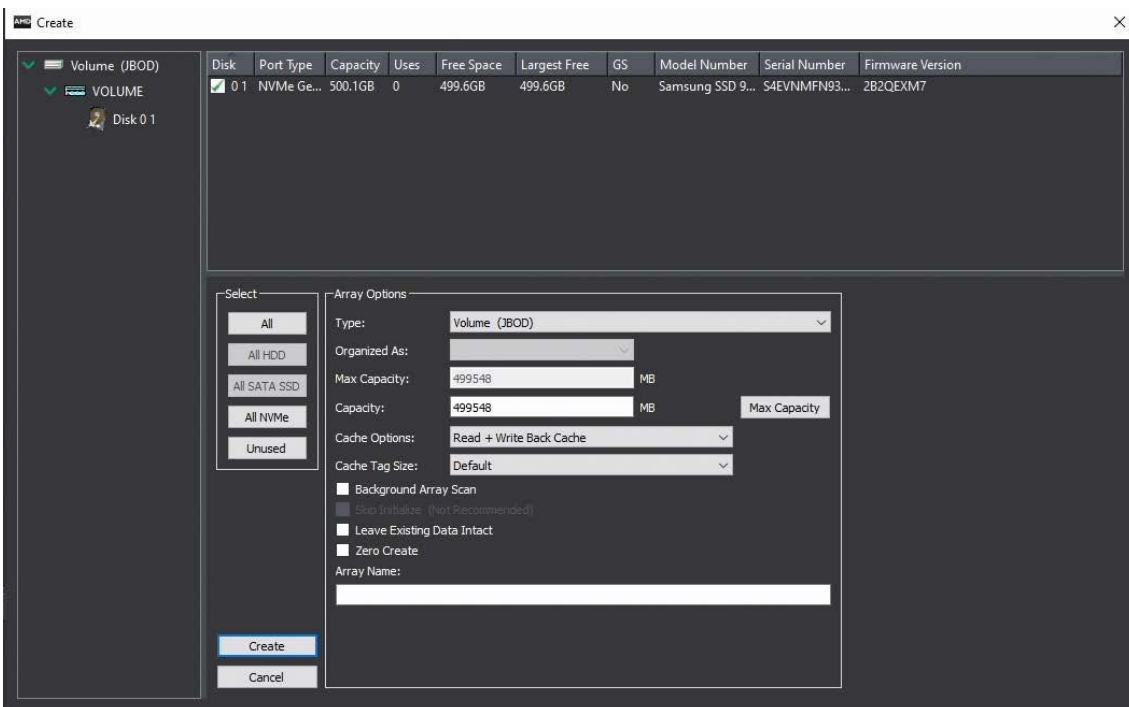 AMD Create
Volume (JBOD)
VOLUME
Disk 0 1
Disk Port Type Capacity Uses Free Space Largest Free GS Model Number Serial Number Firmware Version
0 1 NVMe Ge... 500.1GB 0 499.6GB 499.6GB No Samsung SSD 9... S4EVNMFN93... 2B2QEXM7
Select
All
All HDD
All SATA SSD
All NVMe
Unused
Create
Cancel
Array Options
Type: Volume (JBOD)
Organized As:
Max Capacity: 499548 MB
Capacity: 499548 MB Max Capacity
Cache Options: Read + Write Back Cache
Cache Tag Size: Default
Background Array Scan
Skip Initialize (Not Recommended)
Leave Existing Data Intact
Zero Create
Array Name: